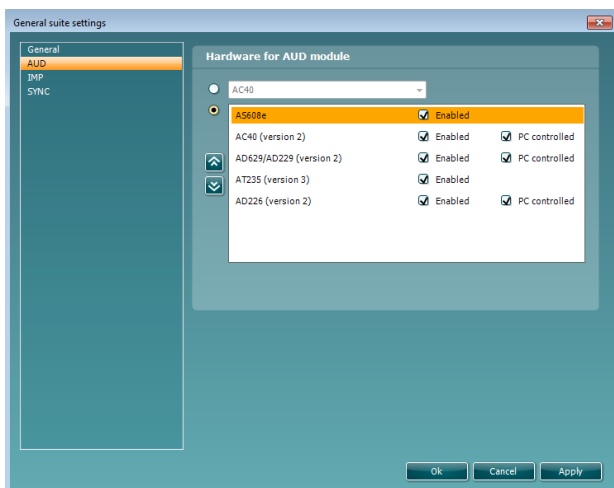 General suite settings
General
AUD
IMP
SYNC
Hardware for AUD module
AC40
AS608e Enabled
AC40 (version 2) Enabled PC controlled
AD629/AD229 (version 2) Enabled PC controlled
AT235 (version 3) Enabled
AD226 (version 2) Enabled PC controlled
Ok Cancel Apply